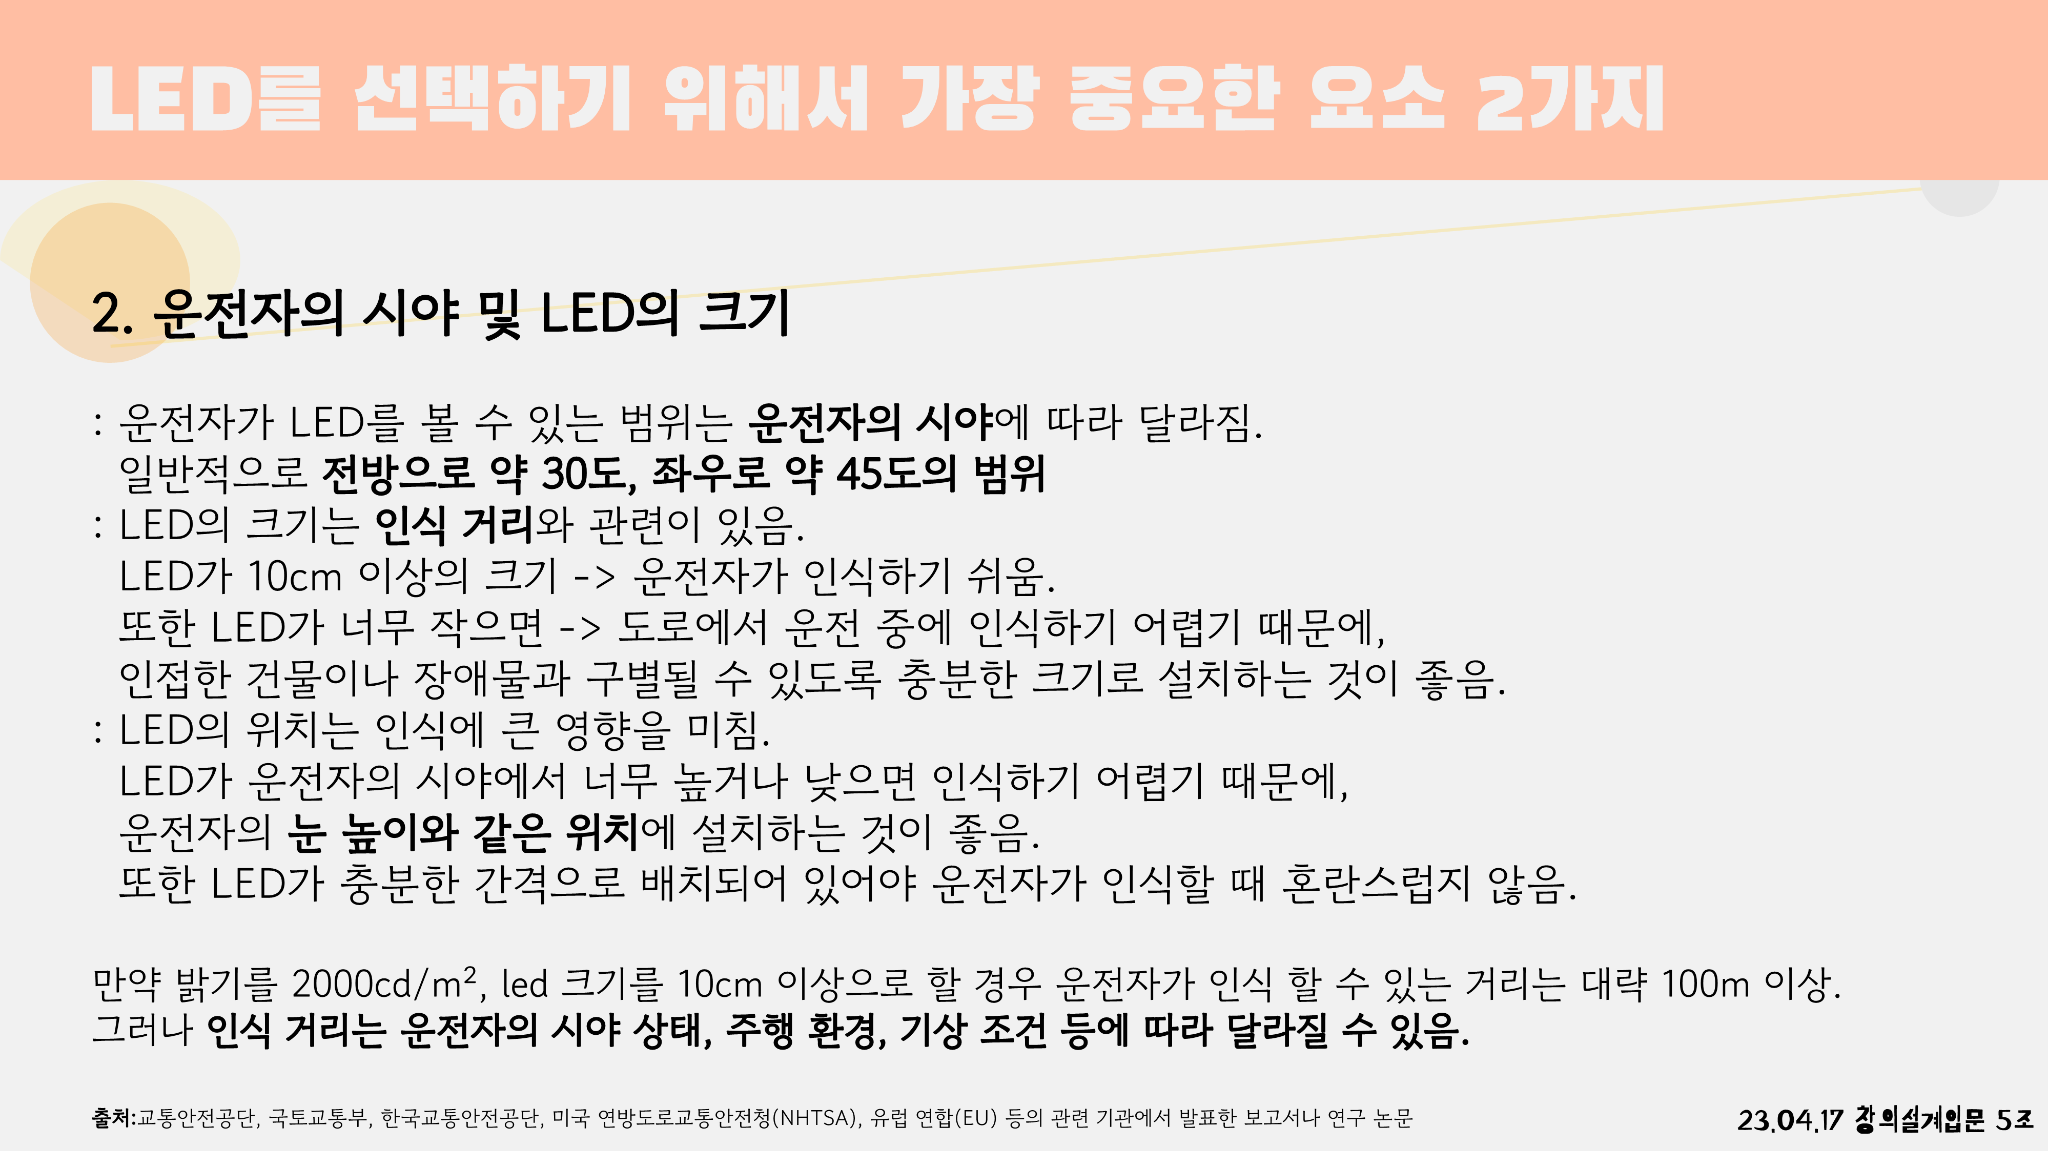 LED를 선택하기 위해서 가장 중요한 요소 2가지
2. 운전자의 시야 및 LED의 크기
: 운전자가 LED를 볼 수 있는 범위는 운전자의 시야에 따라 달라짐.
일반적으로 전방으로 약 30도, 좌우로 약 45도의 범위
: LED의 크기는 인식 거리와 관련이 있음.
LED가 10cm 이상의 크기 -> 운전자가 인식하기 쉬움.
또한 LED가 너무 작으면 -> 도로에서 운전 중에 인식하기 어렵기 때문에,
인접한 건물이나 장애물과 구별될 수 있도록 충분한 크기로 설치하는 것이 좋음.
: LED의 위치는 인식에 큰 영향을 미침.
LED가 운전자의 시야에서 너무 높거나 낮으면 인식하기 어렵기 때문에,
운전자의 눈 높이와 같은 위치에 설치하는 것이 좋음.
또한 LED가 충분한 간격으로 배치되어 있어야 운전자가 인식할 때 혼란스럽지 않음.
만약 밝기를 2000cd/m², led 크기를 10cm 이상으로 할 경우 운전자가 인식 할 수 있는 거리는 대략 100m 이상.
그러나 인식 거리는 운전자의 시야 상태, 주행 환경, 기상 조건 등에 따라 달라질 수 있음.
출처:교통안전공단, 국토교통부, 한국교통안전공단, 미국 연방도로교통안전청(NHTSA), 유럽 연합(EU) 등의 관련 기관에서 발표한 보고서나 연구 논문
23.04.17 창의설계입문 5조